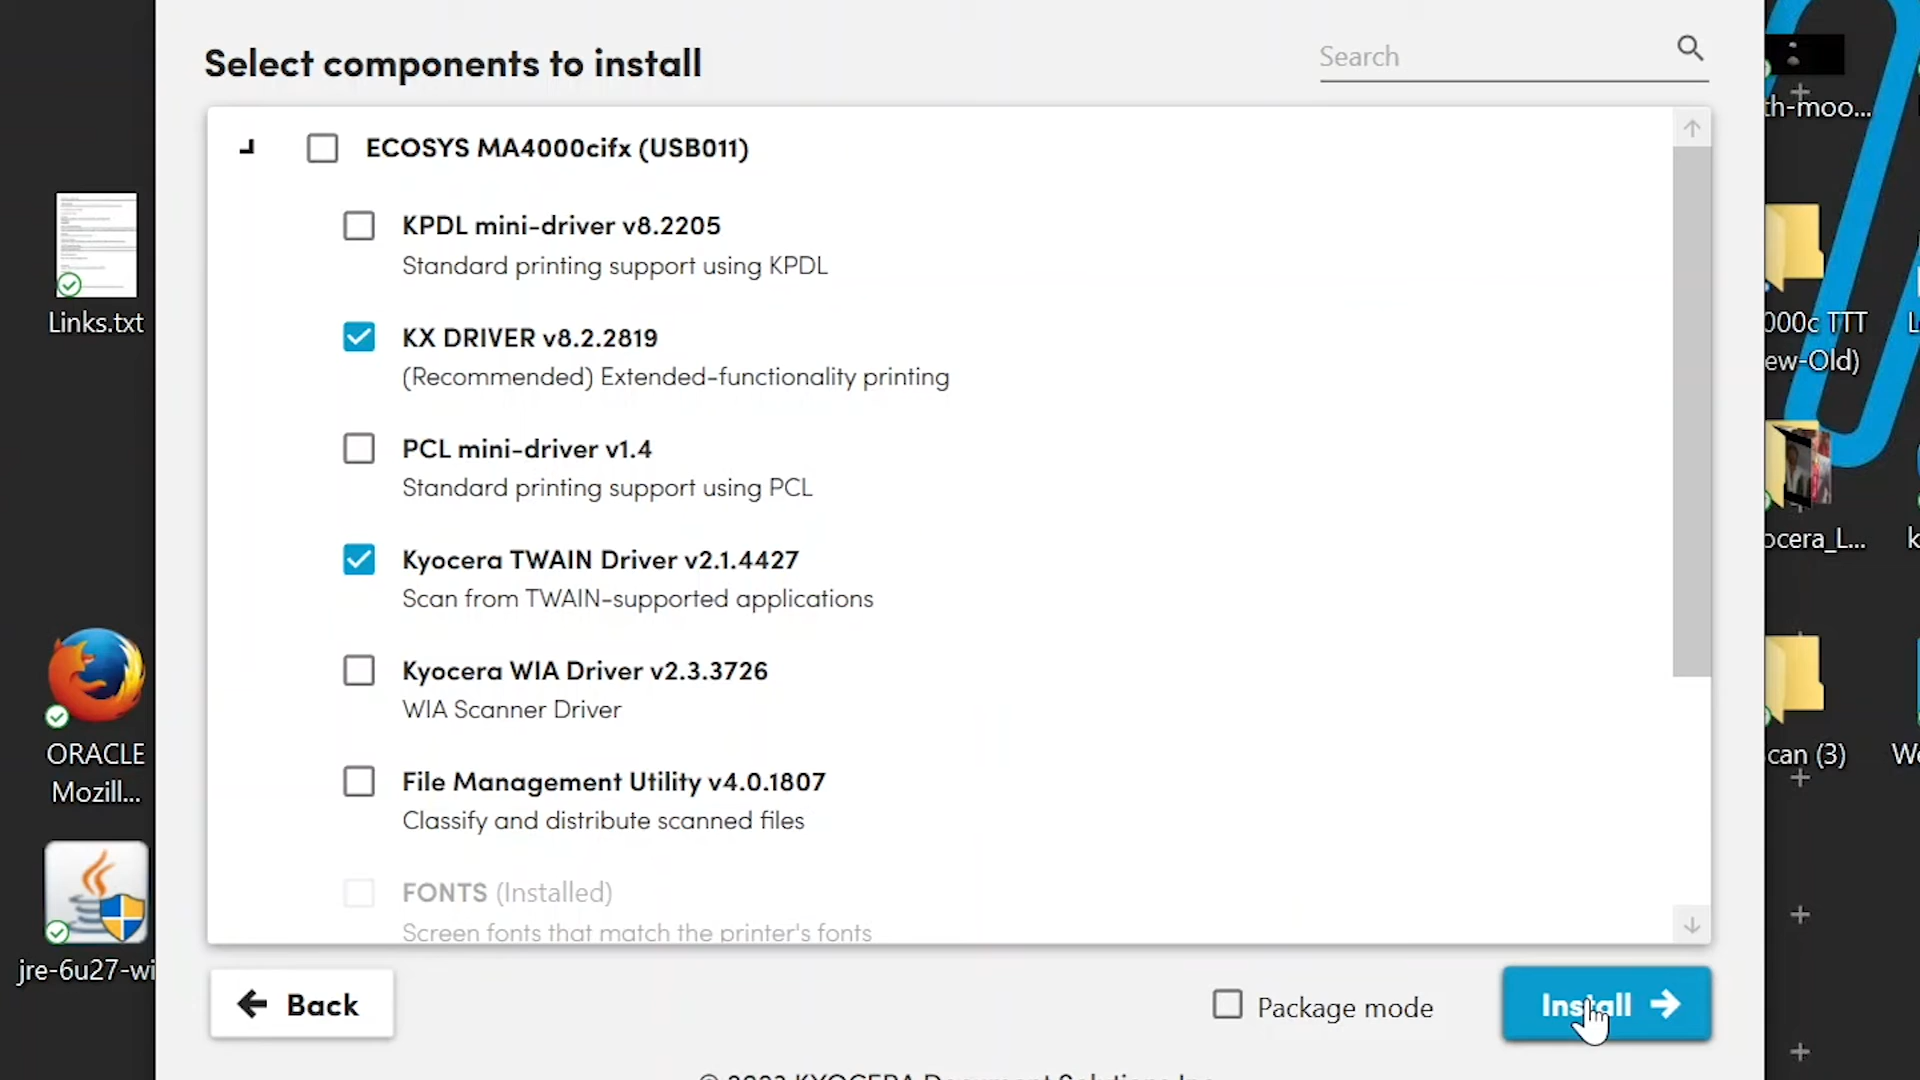 Select components to install
Search
ECOSYS MA4000cifx (USB011)
KPDL mini-driver v8.2205
Standard printing support using KPDL
KX DRIVER v8.2.2819
(Recommended) Extended-functionality printing
PCL mini-driver v1.4
Standard printing support using PCL
Kyocera TWAIN Driver v2.1.4427
Scan from TWAIN-supported applications
Kyocera WIA Driver v2.3.3726
WIA Scanner Driver
File Management Utility v4.0.1807
Classify and distribute scanned files
FONTS (Installed)
Screen fonts that match the printer's fonts
Back
Package mode
Install
Links.txt
ORACLE
Mozill...
jre-6u27-wi
th-moo...
000c TTT
ew-Old)
ocera_L...
can (3)